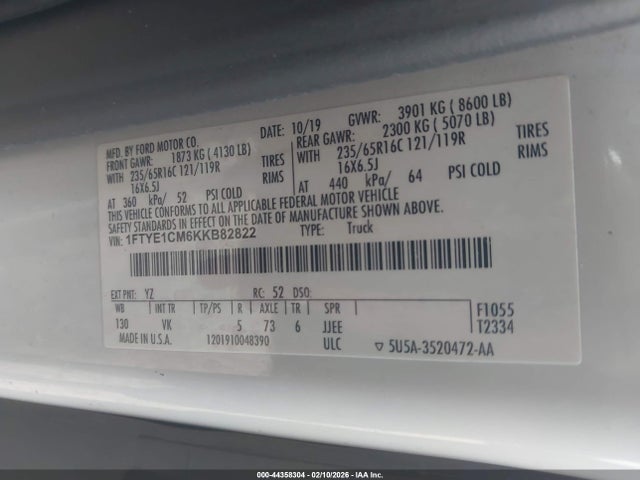 MFD. BY FORD MOTOR CO. DATE: 10/19 GVWR: 3901 KG ( 8600 LB)
FRONT GAWR: 1873 KG (4130 LB) REAR GAWR: 2300 KG ( 5070 LB)
WITH 235/65R16C 121/119R TIRES WITH 235/65R16C 121/119R TIRES
16X6.5J RIMS 16X6.5J RIMS
AT 360 kPa/ 52 PSI COLD AT 440 kPa/ 64 PSI COLD
THIS VEHICLE CONFORMS TO ALL APPLICABLE FEDERAL MOTOR VEHICLE
SAFETY STANDARDS IN EFFECT ON THE DATE OF MANUFACTURE SHOWN ABOVE.
VIN: 1FTYE1CM6KKB82822 TYPE: Truck
EXT PNT: YZ RC: 52 DSO:
WB INT TR TP/PS R AXLE TR SPR F1055
130 VK 5 73 6 JJEE T2334
MADE IN U.S.A. 1201910048390 ULC ▽ 5U5A-3520472-AA
000-44358304 - 02/10/2026 - IAA Inc.